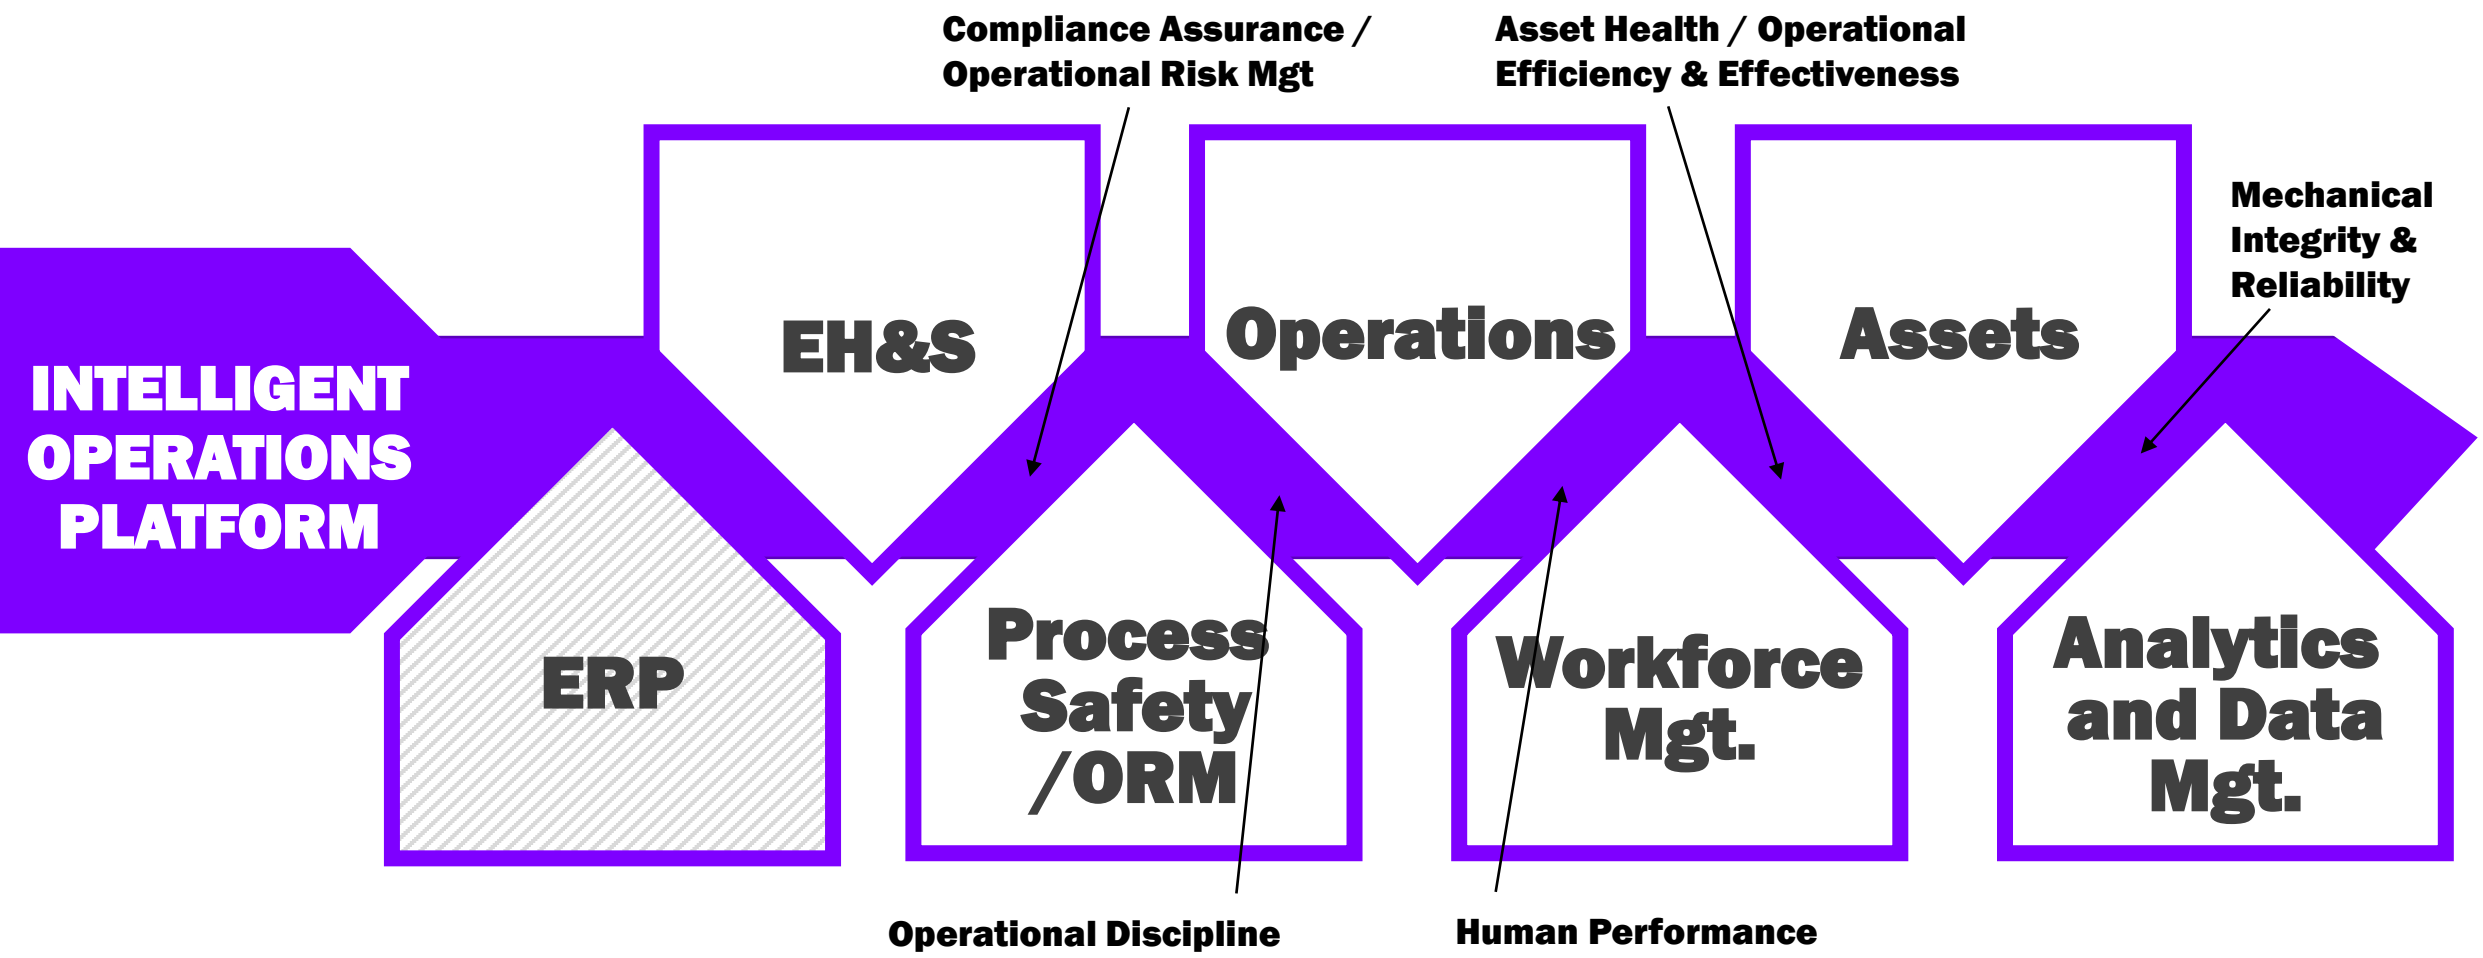 Compliance Assurance /
Operational Risk Mgt
Asset Health / Operational
Efficiency & Effectiveness
Mechanical
Integrity &
Reliability
INTELLIGENT
OPERATIONS
PLATFORM
EH&S
Operations
Assets
ERP
Process
Safety
/ORM
Workforce
Mgt.
Analytics
and Data
Mgt.
Operational Discipline
Human Performance